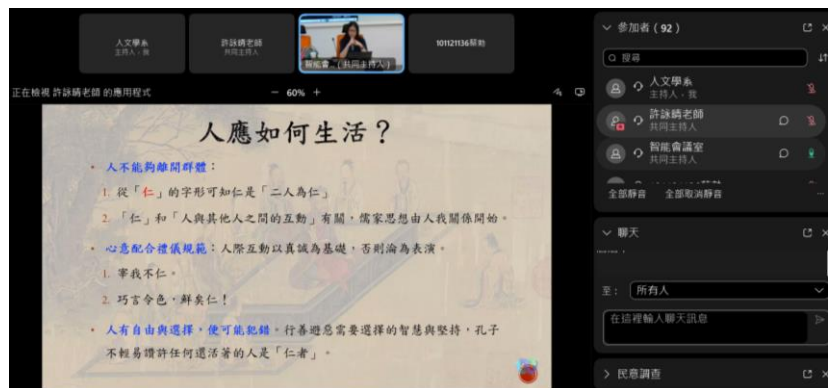 人文學系
主持人、我
許詠晴老師
共同主持人
智能會...（共同主持人）
101121136蔡勲
正在檢視 許詠晴老師 的應用程式
− 60% +
人應如何生活？
• 人不能夠離開群體：
1. 從「仁」的字形可知仁是「二人為仁」
2. 「仁」和「人與其他人之間的互動」有關，儒家思想由人我關係開始。
• 心意配合禮儀規範：人際互動以真誠為基礎，否則淪為表演。
1. 宰我不仁。
2. 巧言令色，鮮矣仁！
• 人有自由與選擇，便可能犯錯。行善避惡需要選擇的智慧與堅持，孔子
不輕易讚許任何還活著的人是「仁者」。
參加者（92）
搜尋
人文學系
主持人、我
許詠晴老師
共同主持人
智能會議室
共同主持人
全部靜音 全部取消靜音
聊天
至： 所有人
在這裡輸入聊天訊息
民意調查